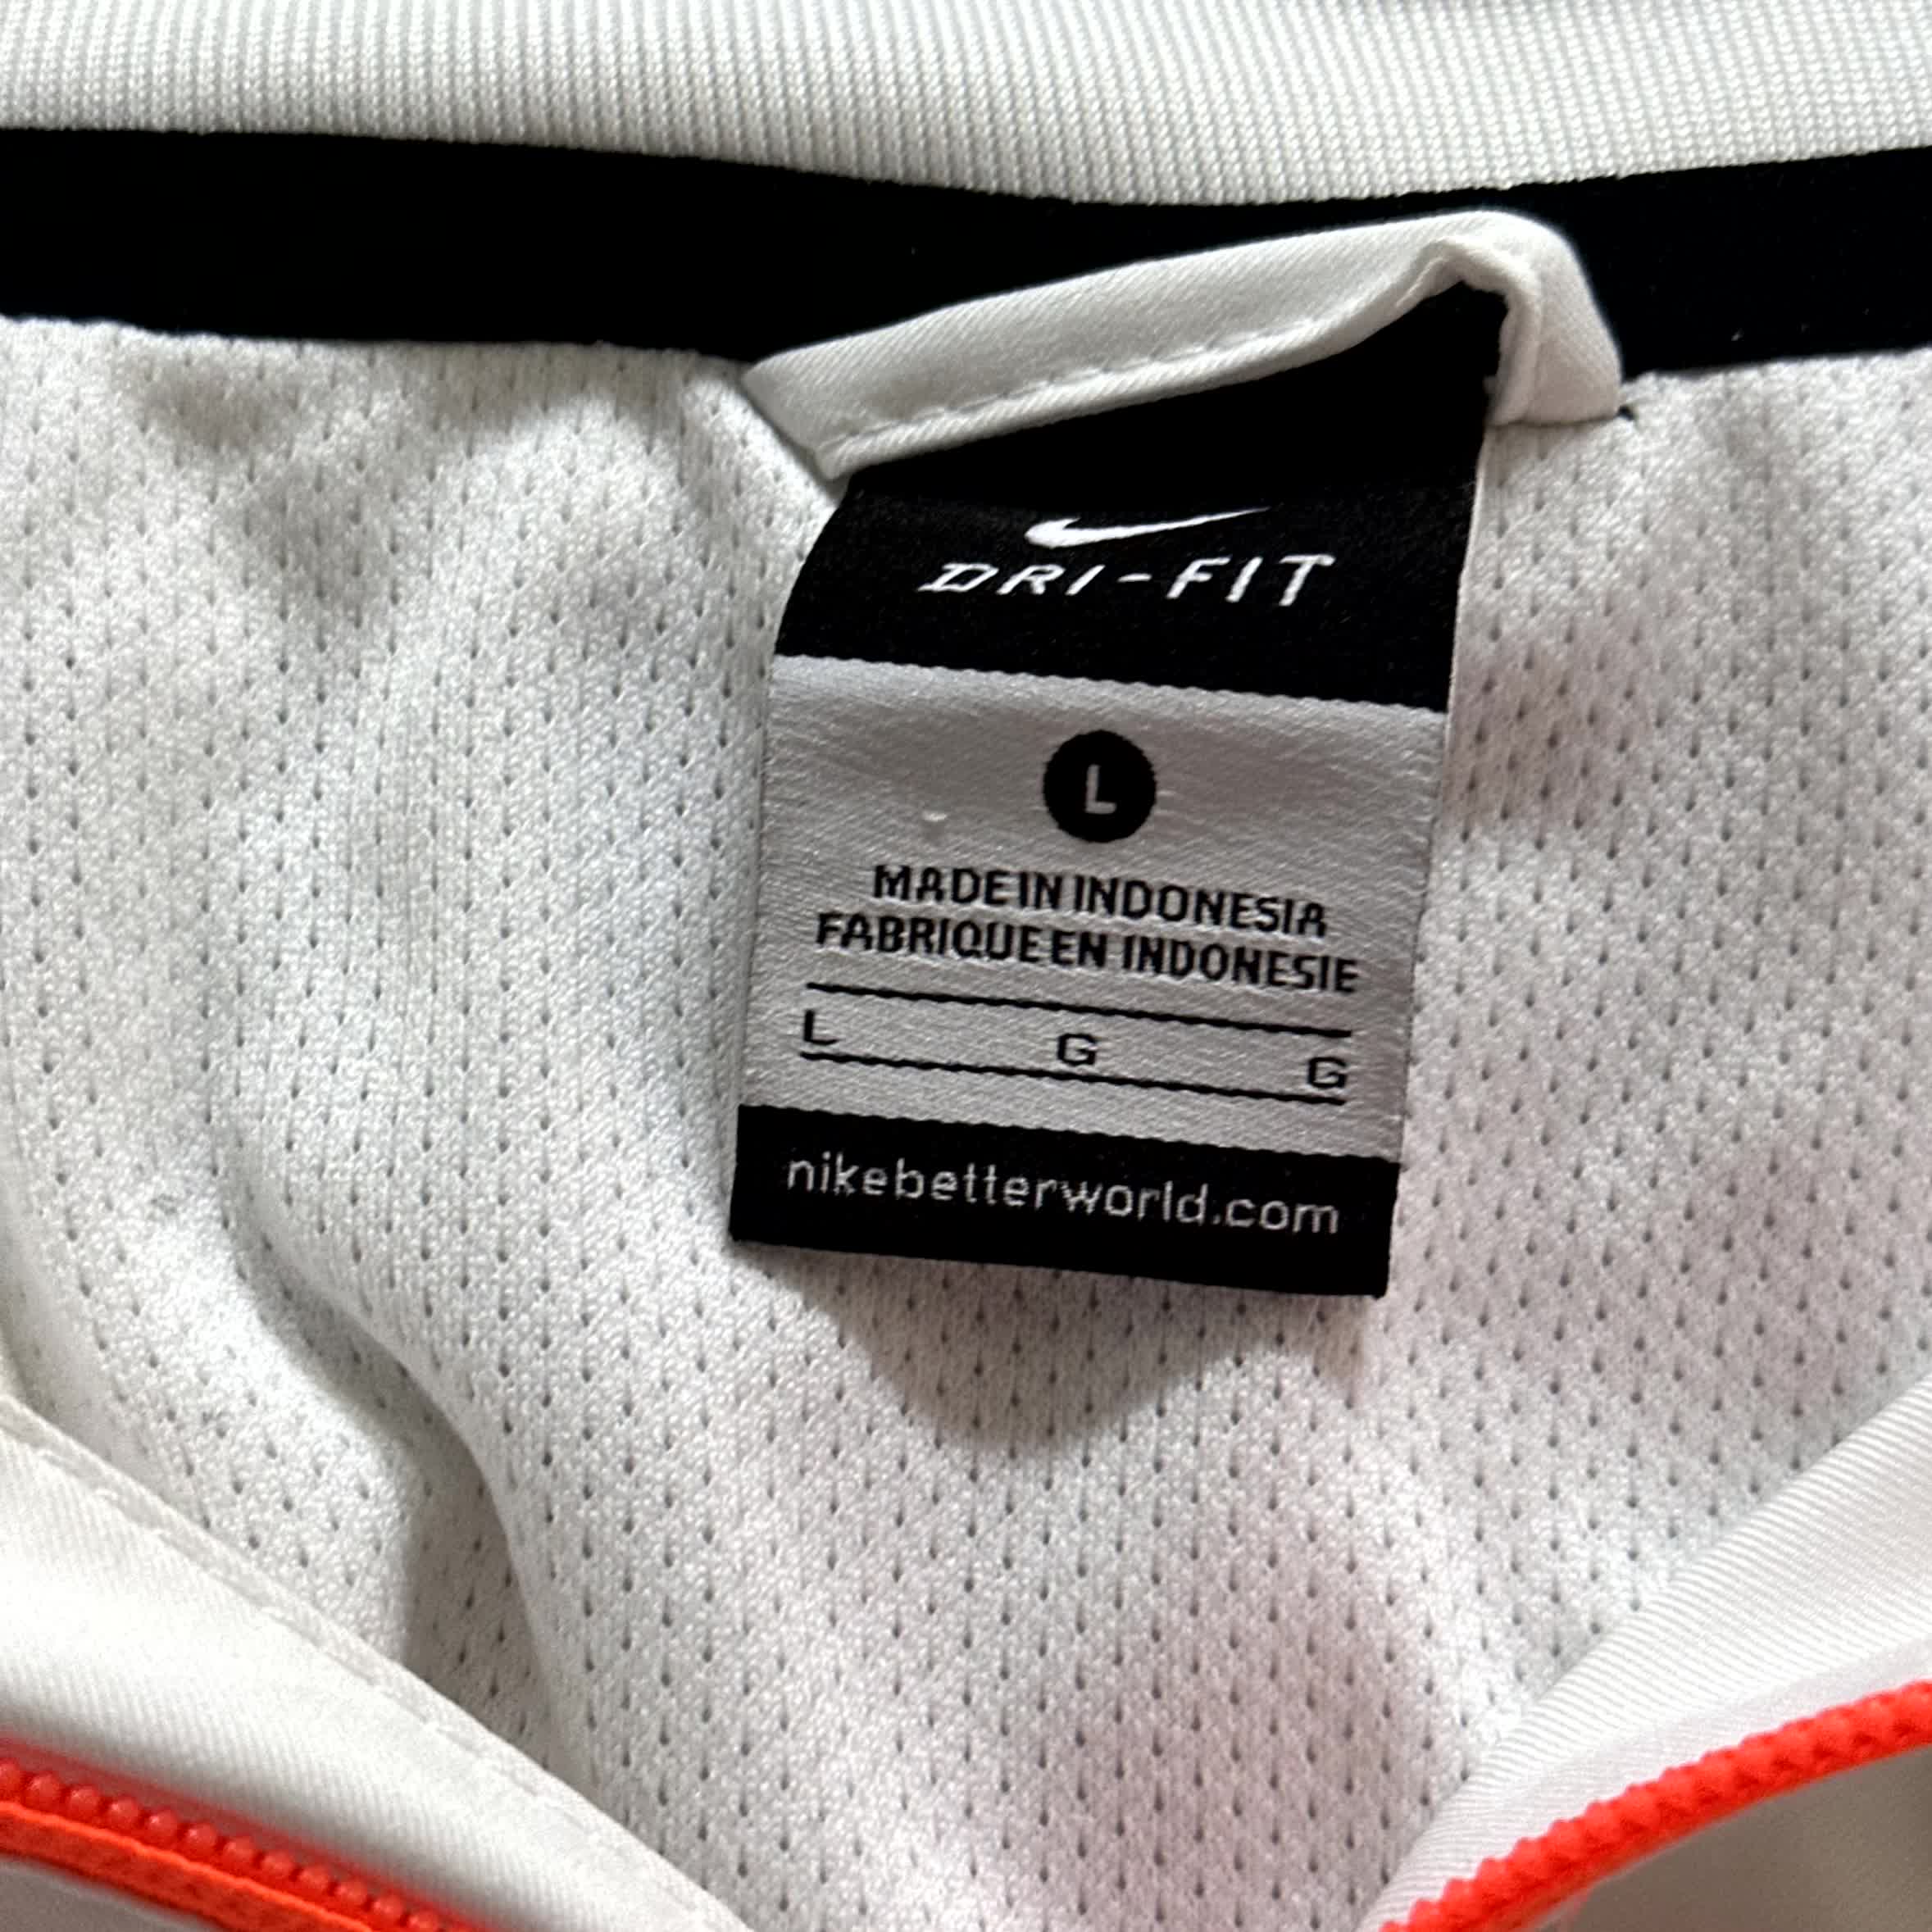 DRI-FIT
L
MADE IN INDONESIA
FABRIQUE EN INDONESIE
L G G
nikebetterworld.com